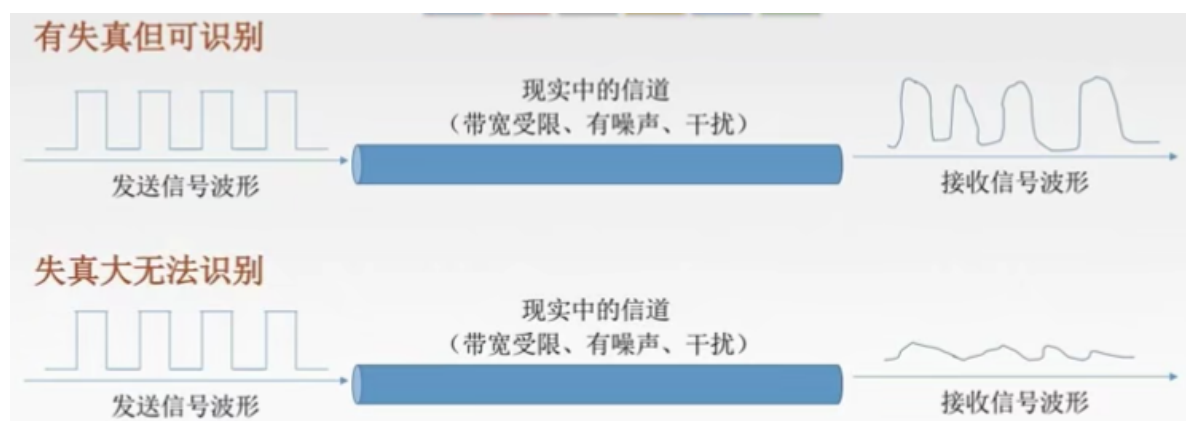 有失真但可识别
现实中的信道
（带宽受限、有噪声、干扰）
发送信号波形
接收信号波形
失真大无法识别
现实中的信道
（带宽受限、有噪声、干扰）
发送信号波形
接收信号波形